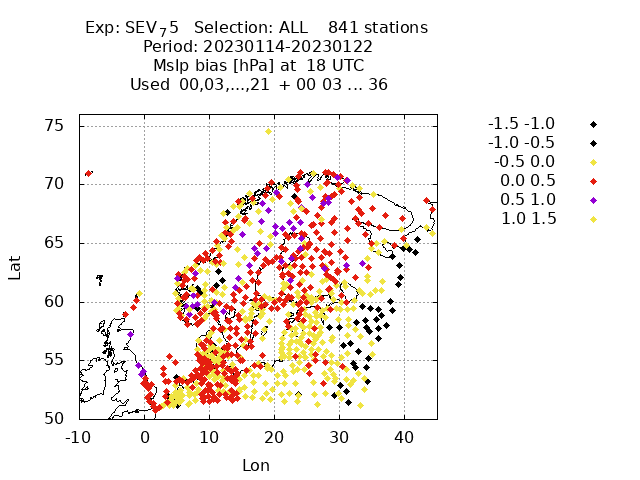 Exp: SEV₇5 Selection: ALL 841 stations
Period: 20230114-20230122
Mslp bias [hPa] at 18 UTC
Used 00,03,...,21 + 00 03 ... 36
-1.5 -1.0
-1.0 -0.5
-0.5 0.0
0.0 0.5
0.5 1.0
1.0 1.5
75
70
65
60
55
50
Lat
-10 0 10 20 30 40
Lon